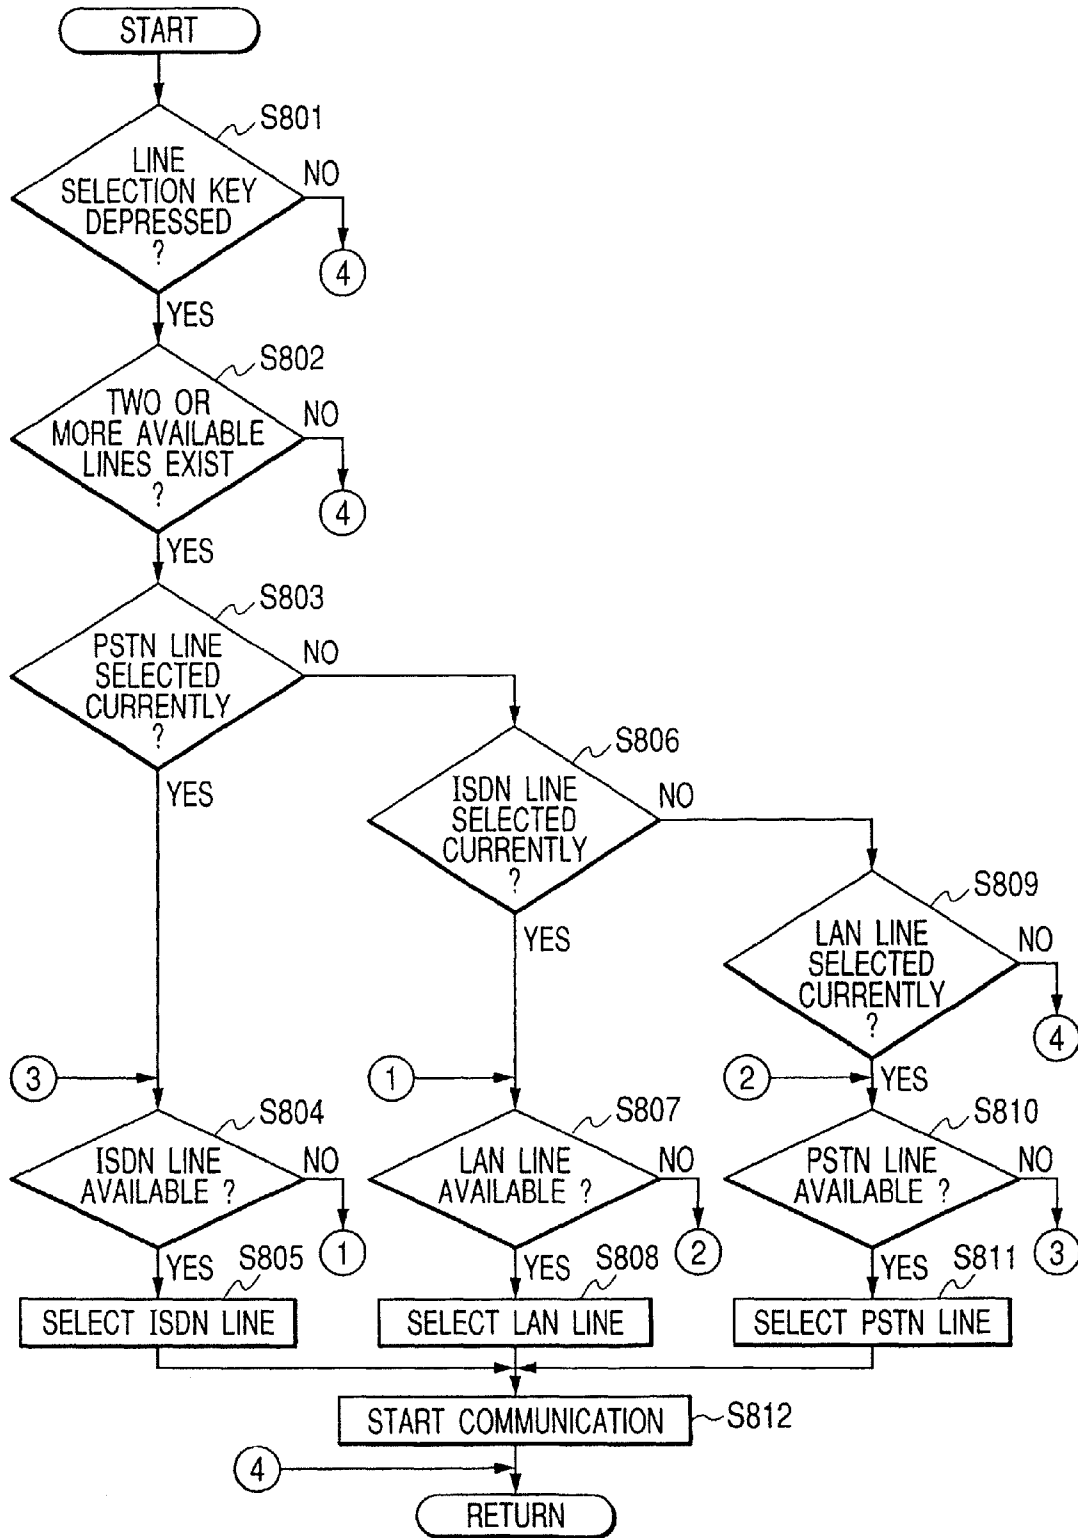 START
S801
LINE
SELECTION KEY
DEPRESSED
?
NO
4
YES
S802
TWO OR
MORE AVAILABLE
LINES EXIST
?
NO
4
YES
S803
PSTN LINE
SELECTED
CURRENTLY
?
NO
YES
S806
ISDN LINE
SELECTED
CURRENTLY
?
NO
YES
S809
LAN LINE
SELECTED
CURRENTLY
?
NO
4
YES
3
1
2
S804
ISDN LINE
AVAILABLE ?
NO
1
YES
S807
LAN LINE
AVAILABLE ?
NO
2
YES
S810
PSTN LINE
AVAILABLE ?
NO
3
YES
S805
SELECT ISDN LINE
S808
SELECT LAN LINE
S811
SELECT PSTN LINE
START COMMUNICATION
S812
4
RETURN